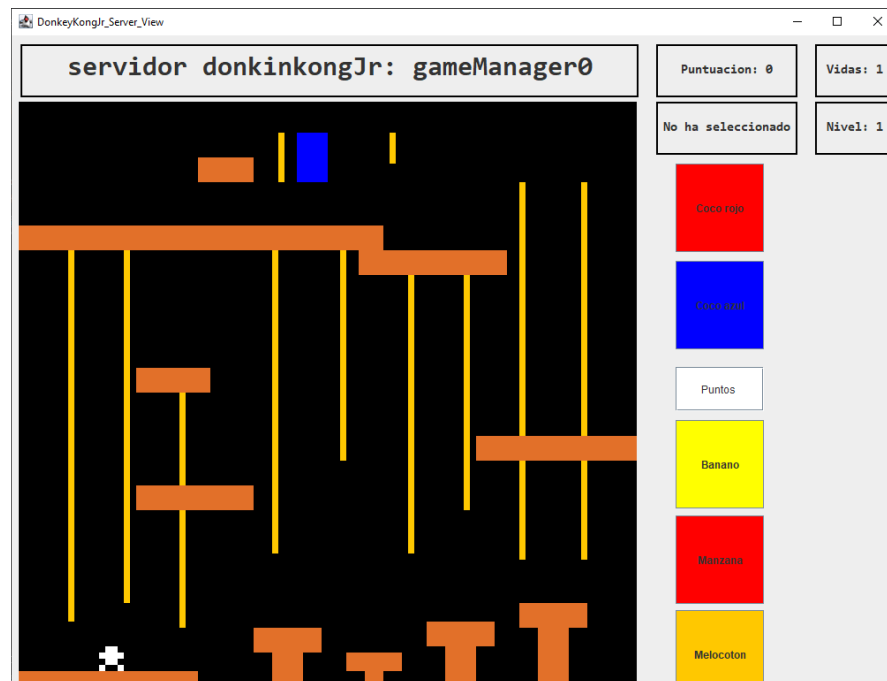 DonkeyKongJr_Server_View
servidor donkinkongJr: gameManager0
Puntuacion: 0
Vidas: 1
No ha seleccionado
Nivel: 1
Coco rojo
Coco azul
Puntos
Banano
Manzana
Melocoton